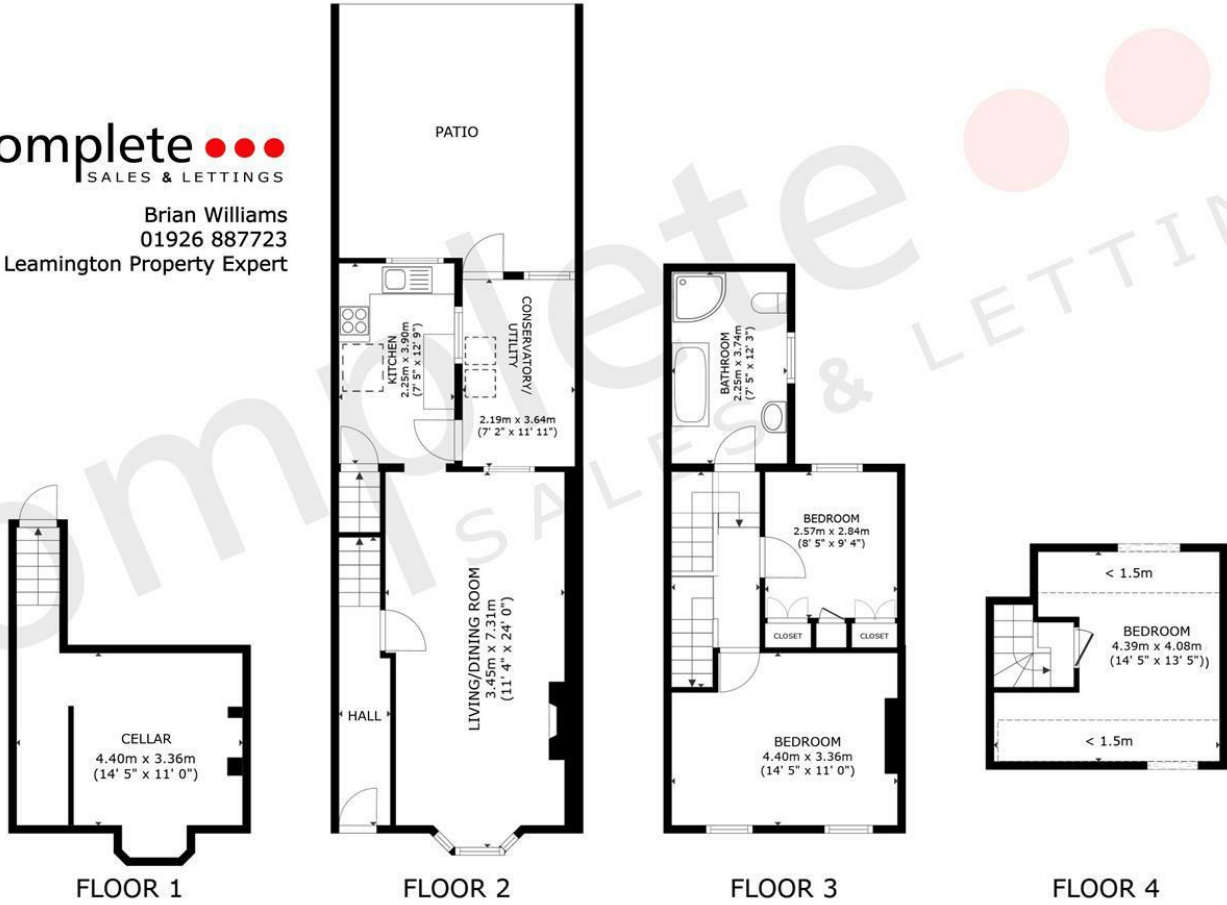 omplete
SALES & LETTINGS
Brian Williams
01926 887723
Leamington Property Expert
PATIO
KITCHEN
2.25m x 3.90m
(7' 5" x 12' 9")
CONSERVATORY/
UTILITY
2.19m x 3.64m
(7' 2" x 11' 11")
LIVING/DINING ROOM
3.45m x 7.31m
(11' 4" x 24' 0")
HALL
CELLAR
4.40m x 3.36m
(14' 5" x 11' 0")
BATHROOM
2.25m x 3.74m
(7' 5" x 12' 3")
BEDROOM
2.57m x 2.84m
(8' 5" x 9' 4")
CLOSET
CLOSET
BEDROOM
4.40m x 3.36m
(14' 5" x 11' 0")
< 1.5m
BEDROOM
4.39m x 4.08m
(14' 5" x 13' 5"))
< 1.5m
FLOOR 1
FLOOR 2
FLOOR 3
FLOOR 4
omplete
SALES & LETTIN